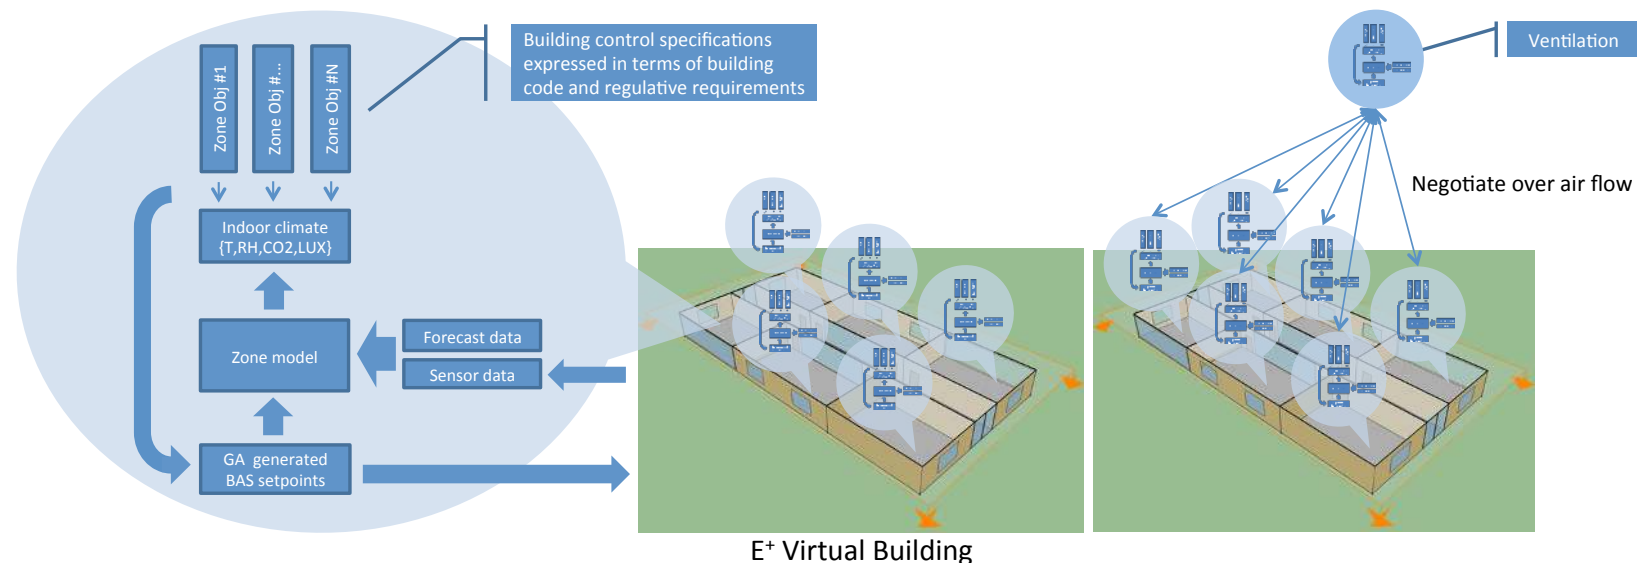 Zone Obj #1
Zone Obj #...
Zone Obj #N
Building control specifications
expressed in terms of building
code and regulative requirements
Indoor climate
{T,RH,CO2,LUX}
Zone model
Forecast data
Sensor data
GA generated
BAS setpoints
E+ Virtual Building
Ventilation
Negotiate over air flow